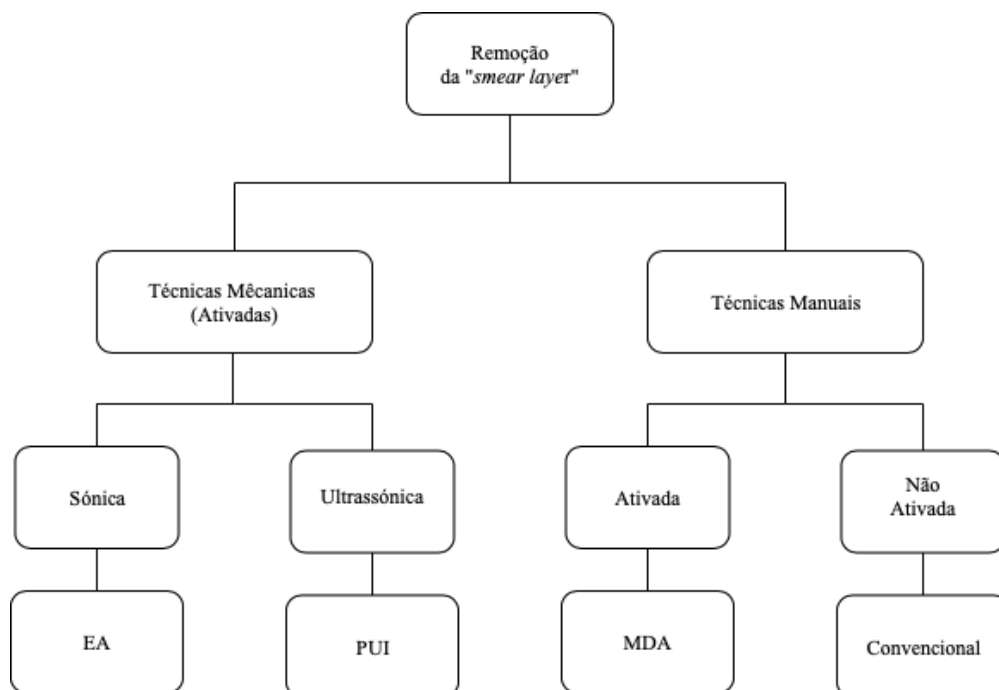 Remoção
da "smear layer"
Técnicas Mêcanicas
(Ativadas)
Técnicas Manuais
Sónica
Ultrassónica
Ativada
Não
Ativada
EA
PUI
MDA
Convencional